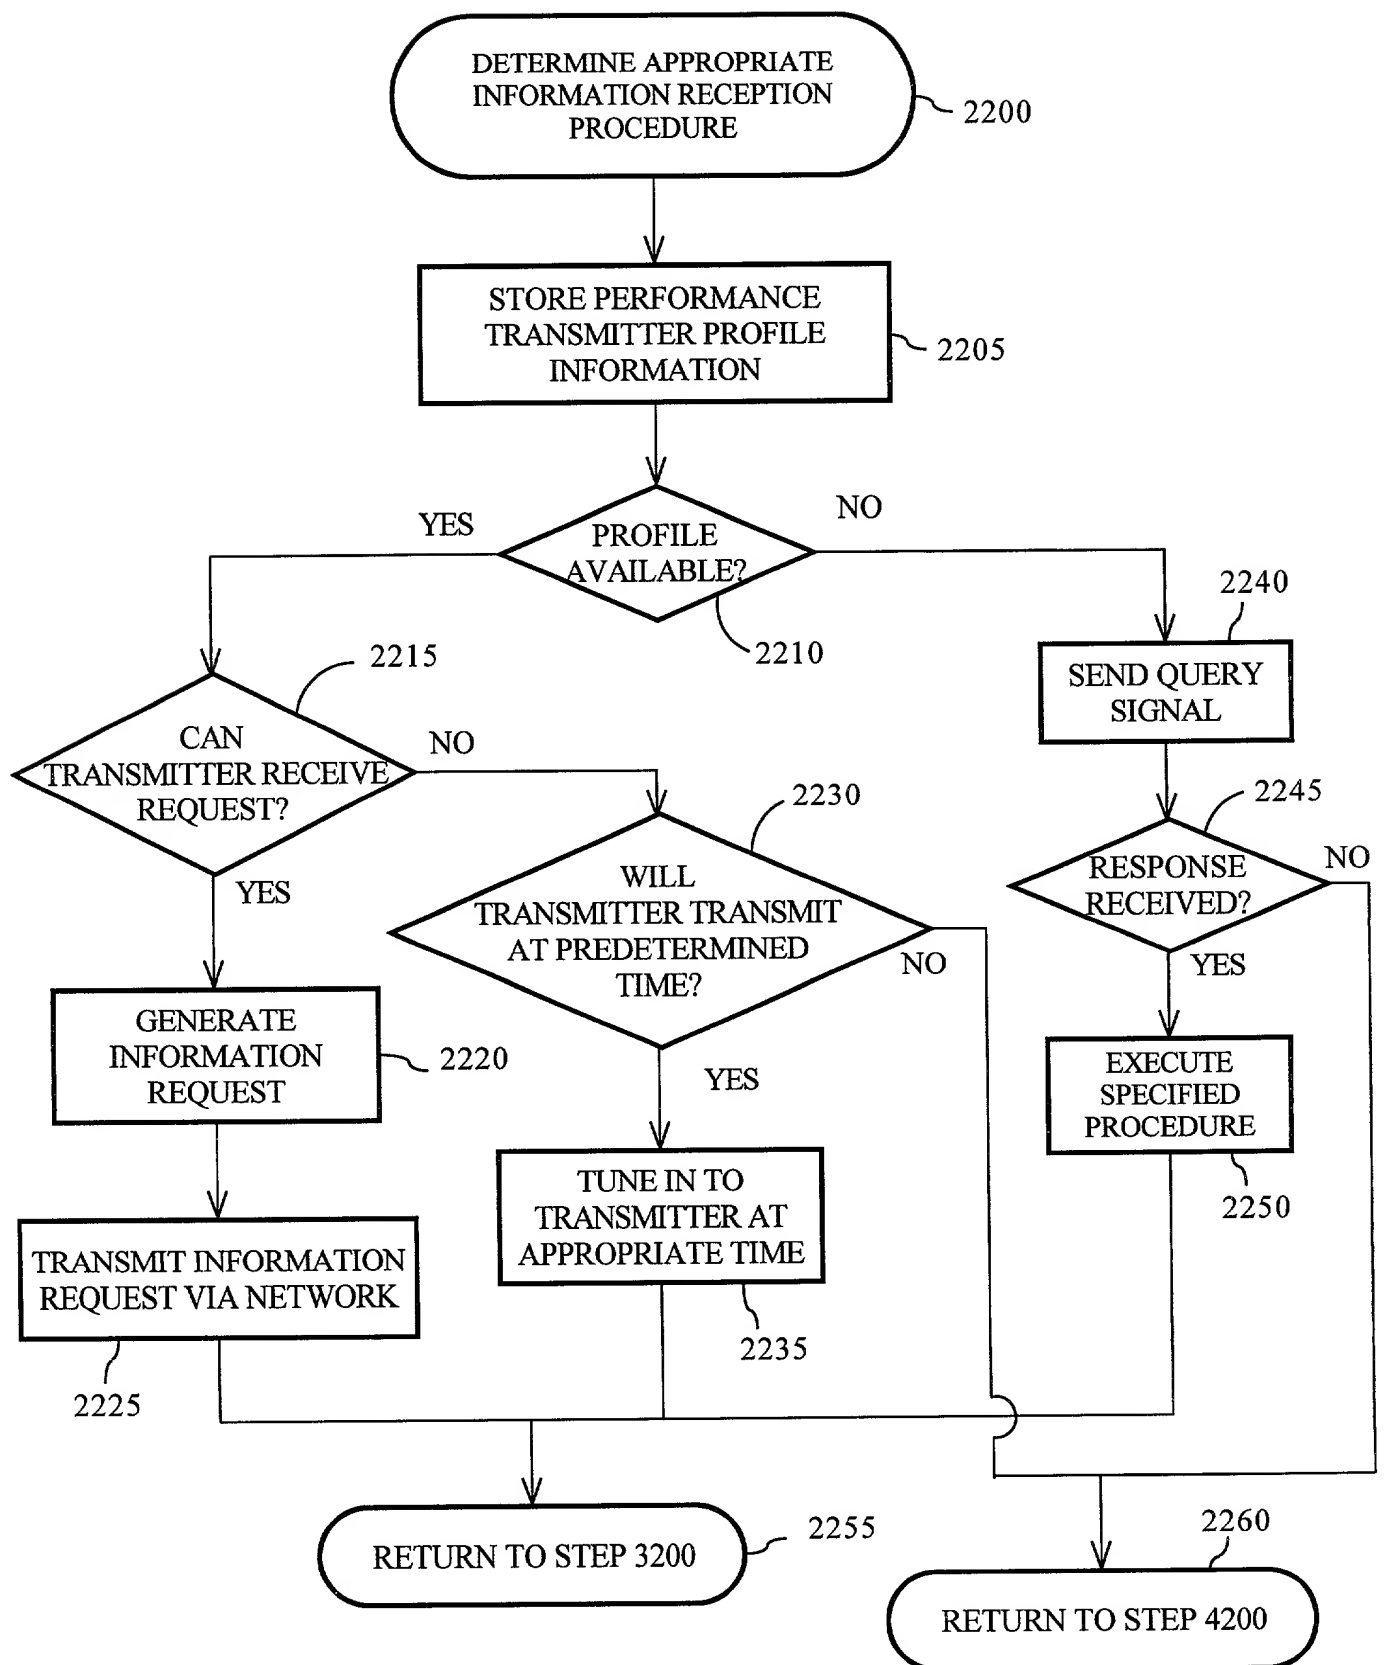 DETERMINE APPROPRIATE
INFORMATION RECEPTION
PROCEDURE
2200
STORE PERFORMANCE
TRANSMITTER PROFILE
INFORMATION
2205
PROFILE
AVAILABLE?
YES
NO
2210
2215
CAN
TRANSMITTER RECEIVE
REQUEST?
NO
YES
2240
SEND QUERY
SIGNAL
2230
WILL
TRANSMITTER TRANSMIT
AT PREDETERMINED
TIME?
NO
YES
2245
RESPONSE
RECEIVED?
NO
YES
GENERATE
INFORMATION
REQUEST
2220
EXECUTE
SPECIFIED
PROCEDURE
2250
TRANSMIT INFORMATION
REQUEST VIA NETWORK
2225
TUNE IN TO
TRANSMITTER AT
APPROPRIATE TIME
2235
RETURN TO STEP 3200
2255
2260
RETURN TO STEP 4200